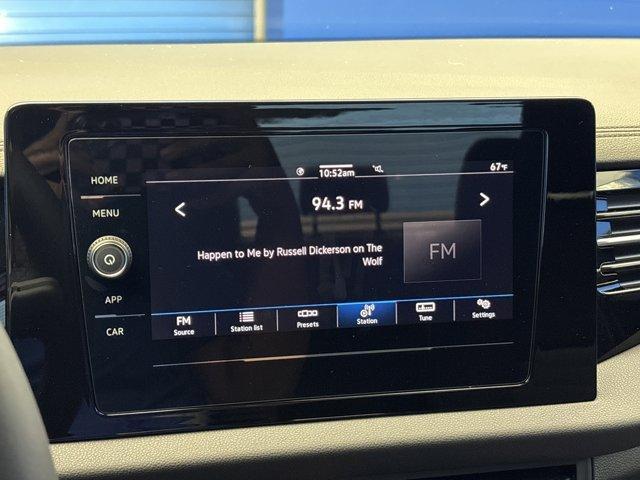 HOME
MENU
APP
CAR
10:52am
67°F
94.3 FM
Happen to Me by Russell Dickerson on The
Wolf
FM
FM
Source
Station list
Presets
Station
Tune
Settings